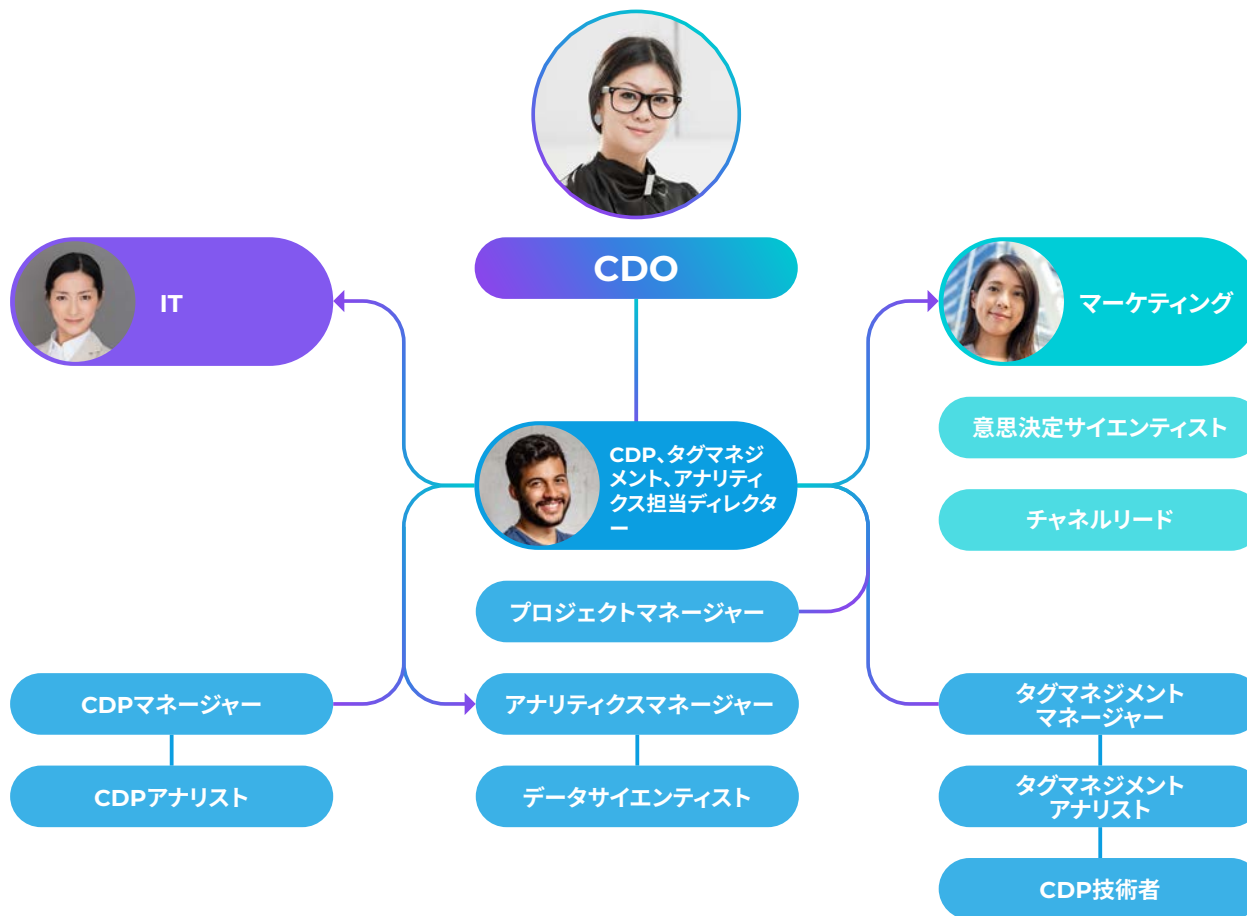 CDO
IT
マーケティング
CDP、タグマネジ
メント、アナリティ
クス担当ディレクタ
ー
意思決定サイエンティスト
チャネルリード
プロジェクトマネージャー
CDPマネージャー
アナリティクスマネージャー
タグマネジメント
マネージャー
CDPアナリスト
データサイエンティスト
タグマネジメント
アナリスト
CDP技術者